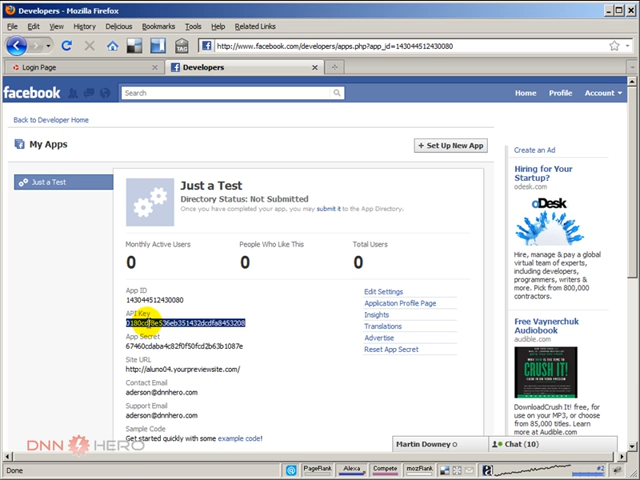 Developers - Mozilla Firefox
File Edit View History Delicious Bookmarks Tools Help
http://www.facebook.com/developers/apps.php?app_id=143044512430080
Just a Test DNN Hero Related Links
Login Page
Developers
facebook
Search
Home Profile Account
Back to Developer Home
My Apps
+ Set Up New App
Just a Test
Just a Test
Directory Status: Not Submitted
Once you have completed your app, you may submit it to the App Directory.
Monthly Active Users People Who Like This Total Users
0 0 0
App ID
143044512430080
API Key
App Secret
67460cdaba4c82f0f50fcd2b63b1087e
Site URL
http://aluno04.yourpreviewsite.com/
Contact Email
aderson@dnnhero.com
Support Email
aderson@dnnhero.com
Sample Code
Get started quickly with some example code!
Edit Settings
Application Profile Page
Insights
Translations
Advertise
Reset App Secret
Create an Ad
Hiring for Your
Startup?
odesk.com
oDesk
Hire, manage & pay a global
virtual team of experts,
including developers,
programmers, writers &
more. Pick from 800,000
contractors.
Free Vaynerchuk
Audiobook
audible.com
DownloadCrush It! free, for
use on your MP3, or choose
from 85,000 titles. Learn
more at Audible.com
Martin Downey
Chat (10)
DNN HERO
Done
PageRank
Alexa
Compete
mozRank
#2